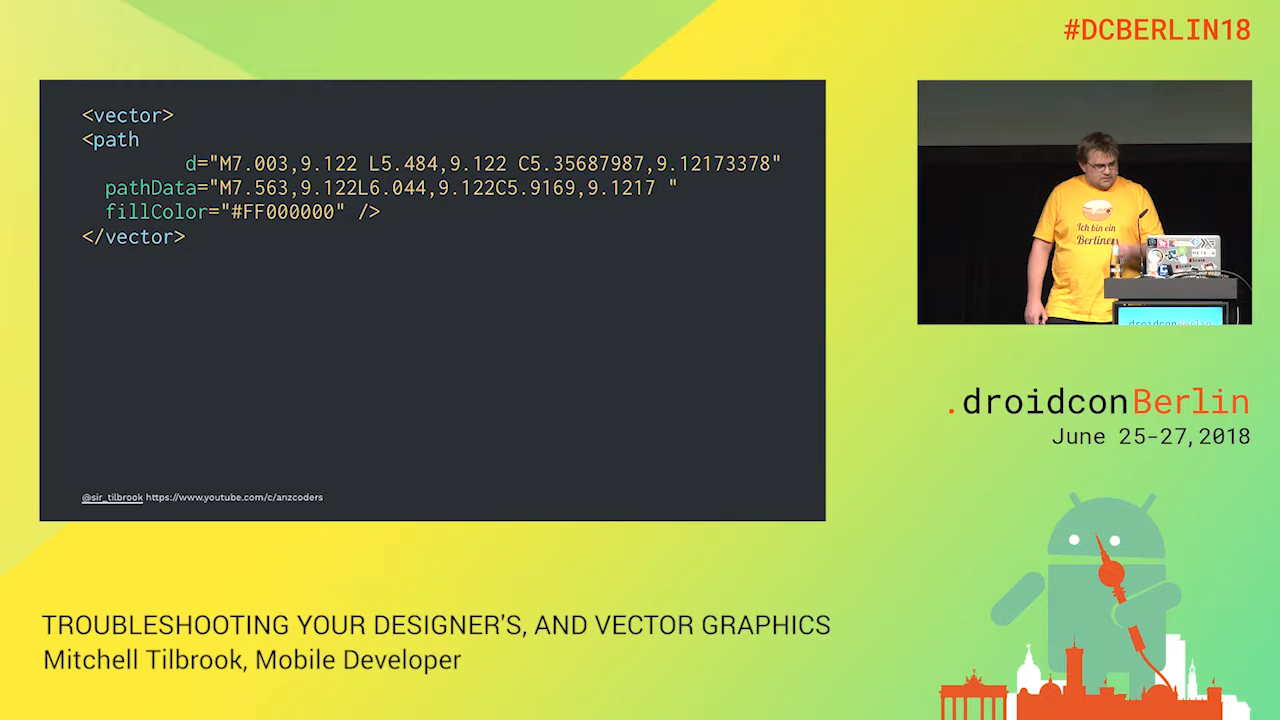 #DCBERLIN18
<vector>
<path
d="M7.003,9.122 L5.484,9.122 C5.35687987,9.12173378"
pathData="M7.563,9.122L6.044,9.122C5.9169,9.1217 "
fillColor="#FF000000" />
</vector>
@sir_tilbrook https://www.youtube.com/c/anzcoders
Ich bin ein
Berliner
droidconBerlin
.droidconBerlin
June 25-27,2018
TROUBLESHOOTING YOUR DESIGNER'S, AND VECTOR GRAPHICS
Mitchell Tilbrook, Mobile Developer